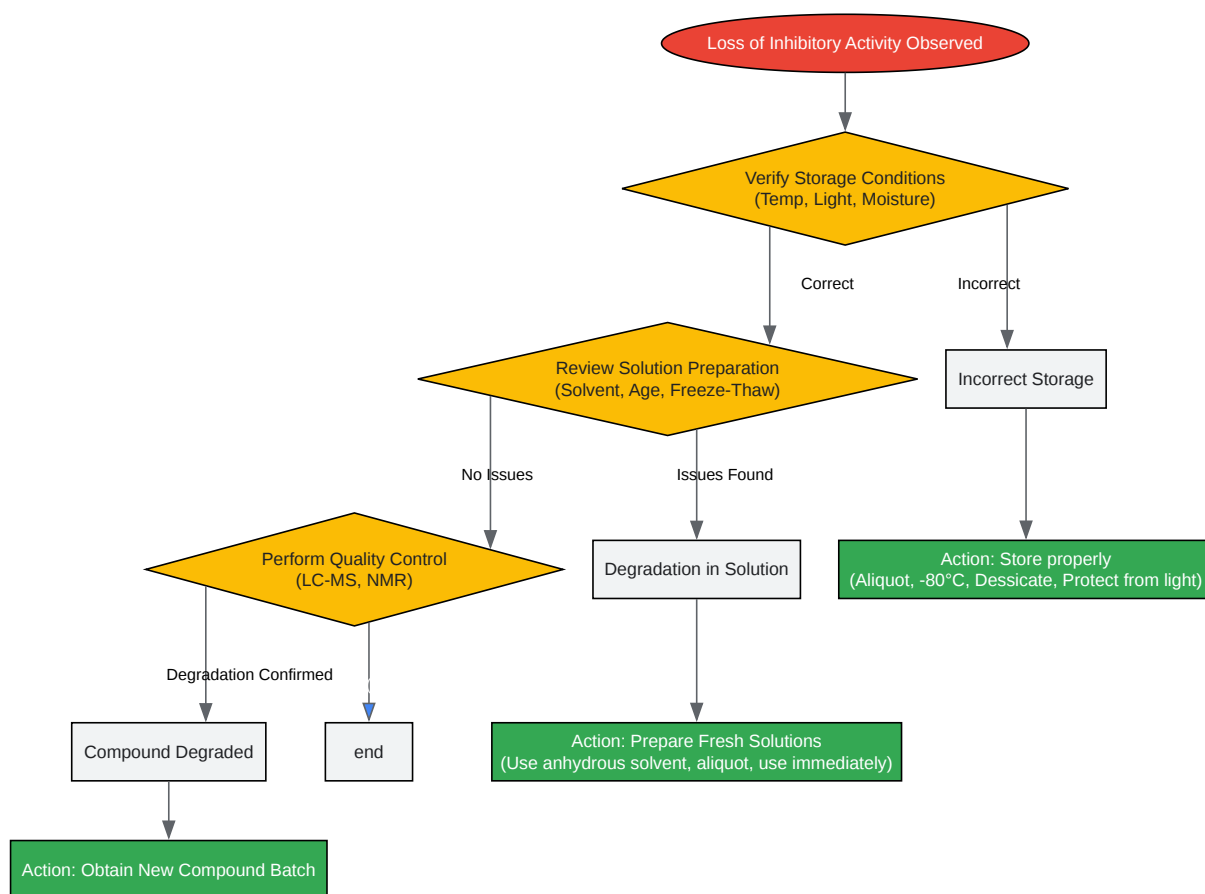 Loss of Inhibitory Activity Observed
Verify Storage Conditions
(Temp, Light, Moisture)
Correct
Incorrect
Review Solution Preparation
(Solvent, Age, Freeze-Thaw)
Incorrect Storage
No Issues
Issues Found
Perform Quality Control
(LC-MS, NMR)
Degradation in Solution
Action: Store properly
(Aliquot, -80°C, Dessicate, Protect from light)
Degradation Confirmed
Compound Degraded
end
Action: Prepare Fresh Solutions
(Use anhydrous solvent, aliquot, use immediately)
Action: Obtain New Compound Batch